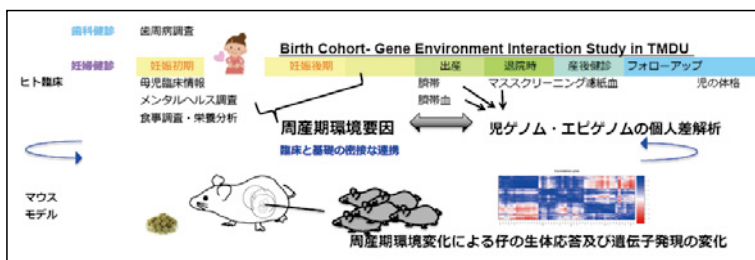 歯科健診 歯周病調査
Birth Cohort- Gene Environment Interaction Study in TMDU
妊婦健診 妊娠初期 妊娠後期 出産 退院時 産後健診 フォローアップ
ヒト臨床 母児臨床情報 臍帯 マススクリーニング濾紙血 児の体格
メンタルヘルス調査 臍帯血
食事調査・栄養分析
周産期環境要因 児ゲノム・エピゲノムの個人差解析
臨床と基礎の密接な連携
マウス
モデル
周産期環境変化による仔の生体応答及び遺伝子発現の変化